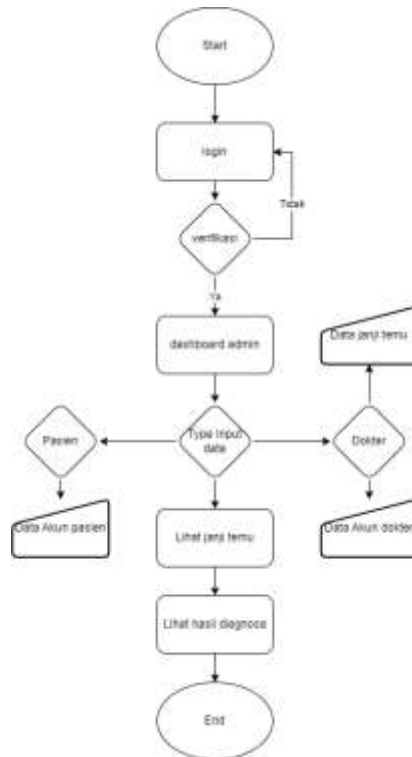 Start
login
Tidak
verifikasi
Ya
dashboard admin
Data janji temu
Pasien
Type Input
data
Dokter
Data Akun pasien
Lihat janji temu
Data Akun dokter
Lihat hasil diagnose
End